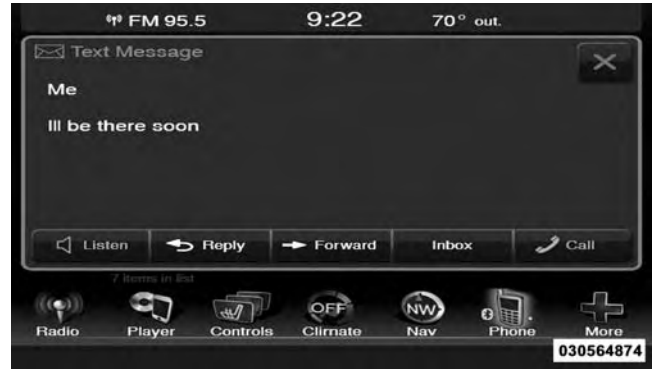 FM 95.5 9:22 70° out.
Text Message
Me
Ill be there soon
Listen Reply Forward Inbox Call
7 items in list
OFF NW
Radio Player Controls Climate Nav Phone More
030564874